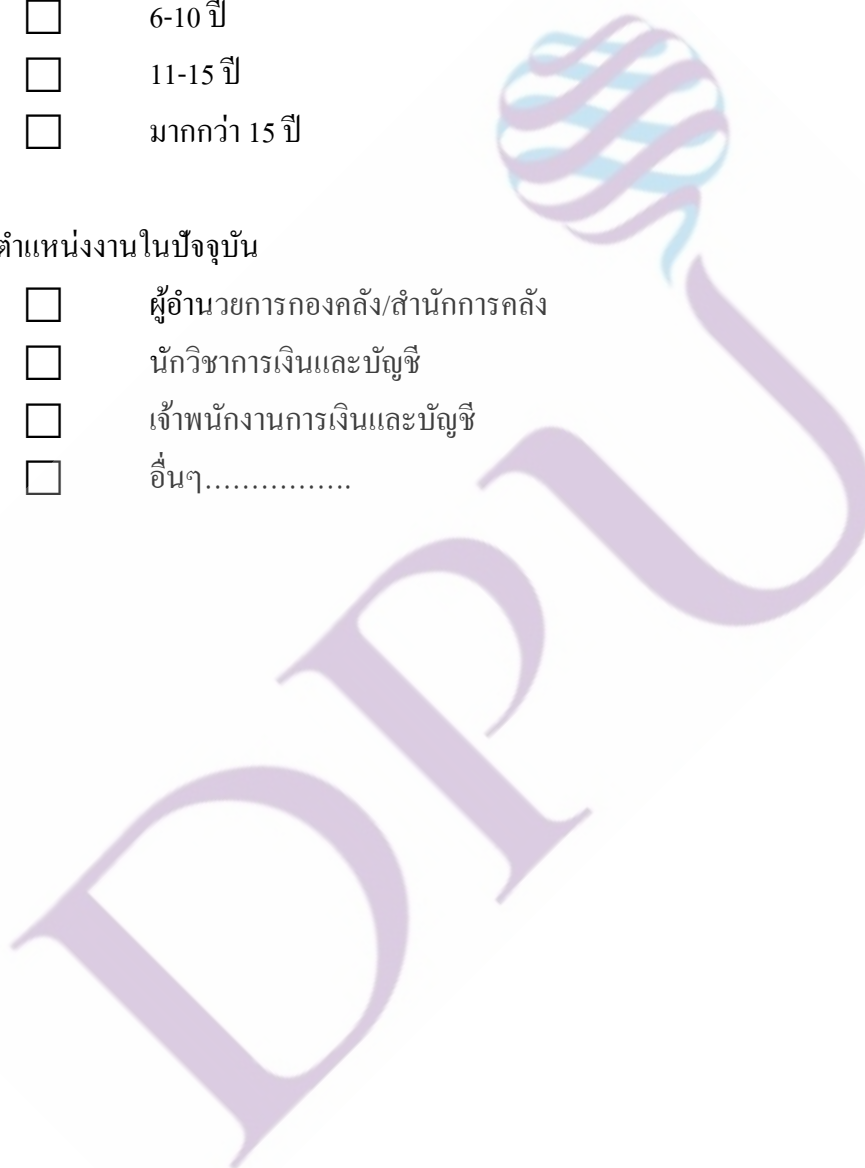 ☐ 6-10 ปี
☐ 11-15 ปี
☐ มากกว่า 15 ปี
ตำแหน่งงานในปัจจุบัน
☐ ผู้อำนวยการกองคลัง/สำนักการคลัง
☐ นักวิชาการเงินและบัญชี
☐ เจ้าพนักงานการเงินและบัญชี
☐ อื่นๆ................
DPU